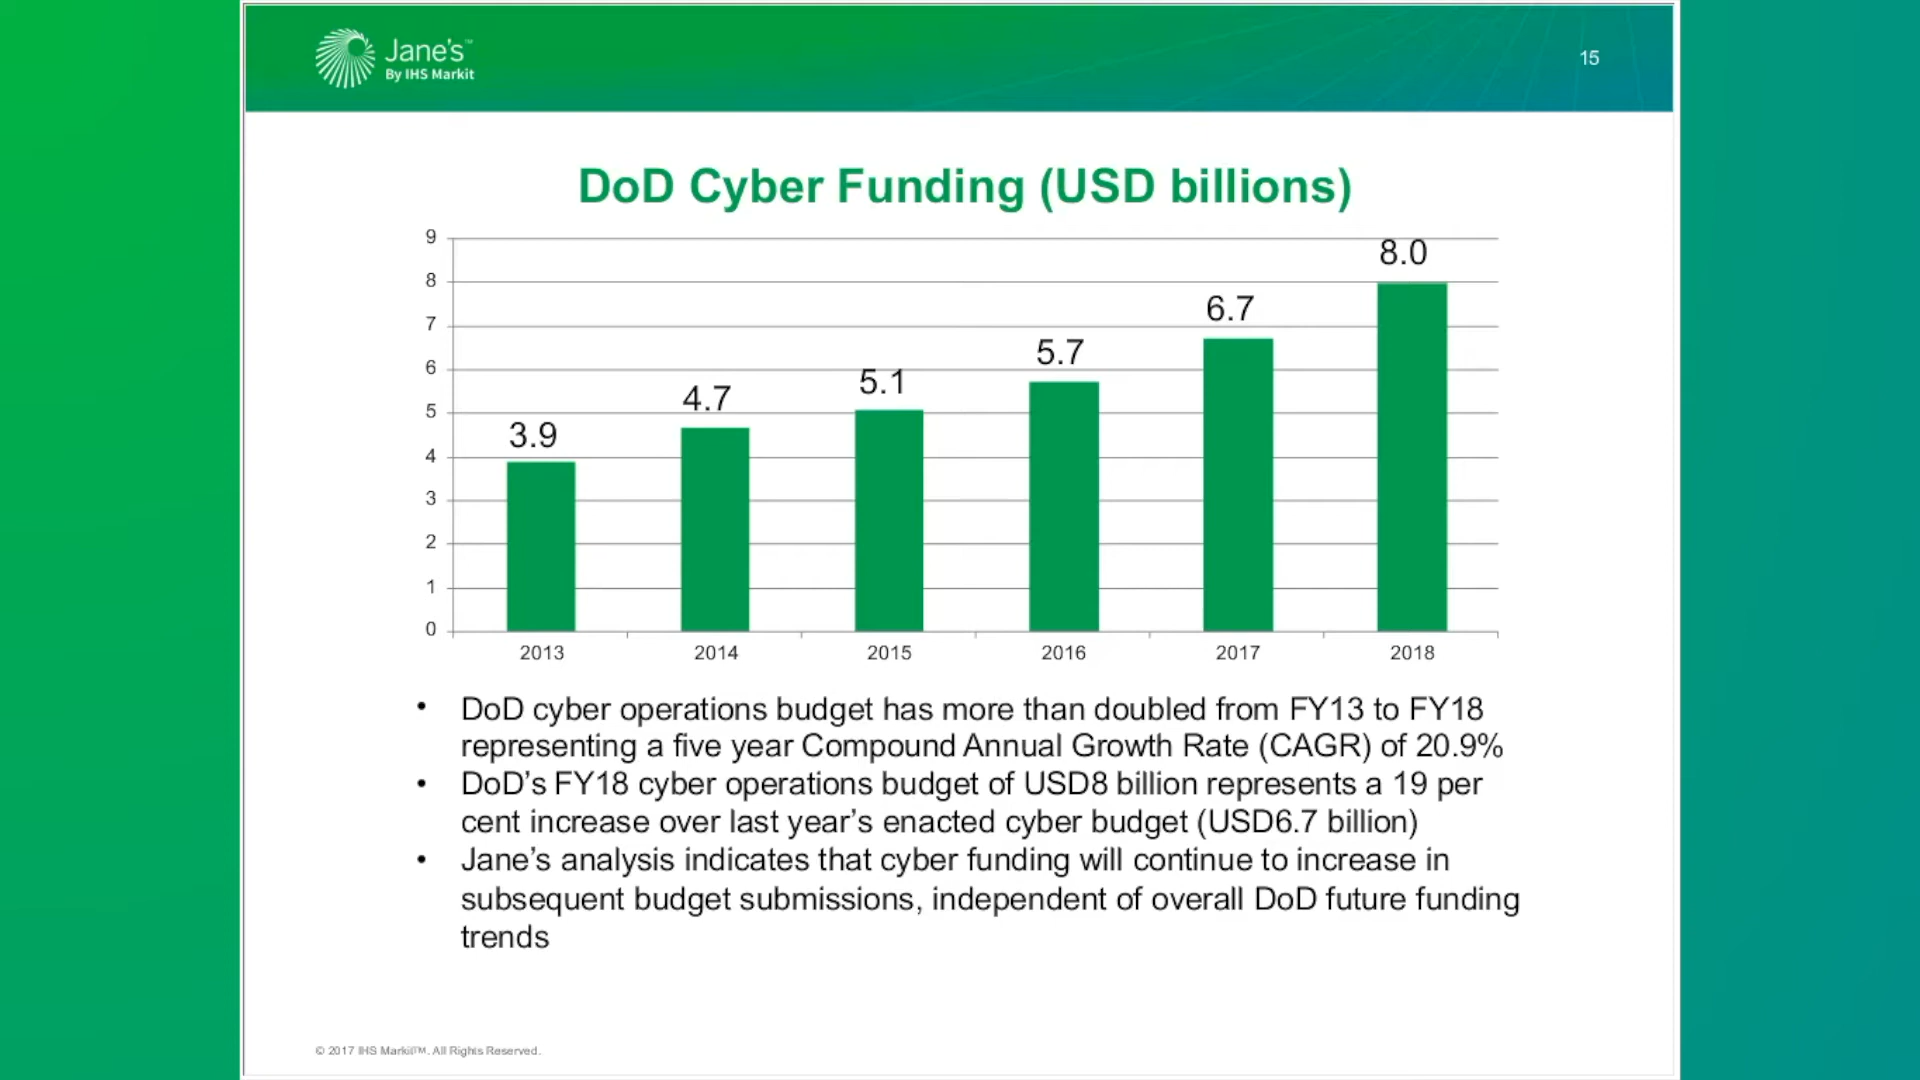 Jane's™
By IHS Markit
15
DoD Cyber Funding (USD billions)
9
8
7
6
5
4
3
2
1
0
3.9
4.7
5.1
5.7
6.7
8.0
2013
2014
2015
2016
2017
2018
• DoD cyber operations budget has more than doubled from FY13 to FY18
representing a five year Compound Annual Growth Rate (CAGR) of 20.9%
• DoD’s FY18 cyber operations budget of USD8 billion represents a 19 per
cent increase over last year’s enacted cyber budget (USD6.7 billion)
• Jane’s analysis indicates that cyber funding will continue to increase in
subsequent budget submissions, independent of overall DoD future funding
trends
© 2017 IHS Markit™. All Rights Reserved.